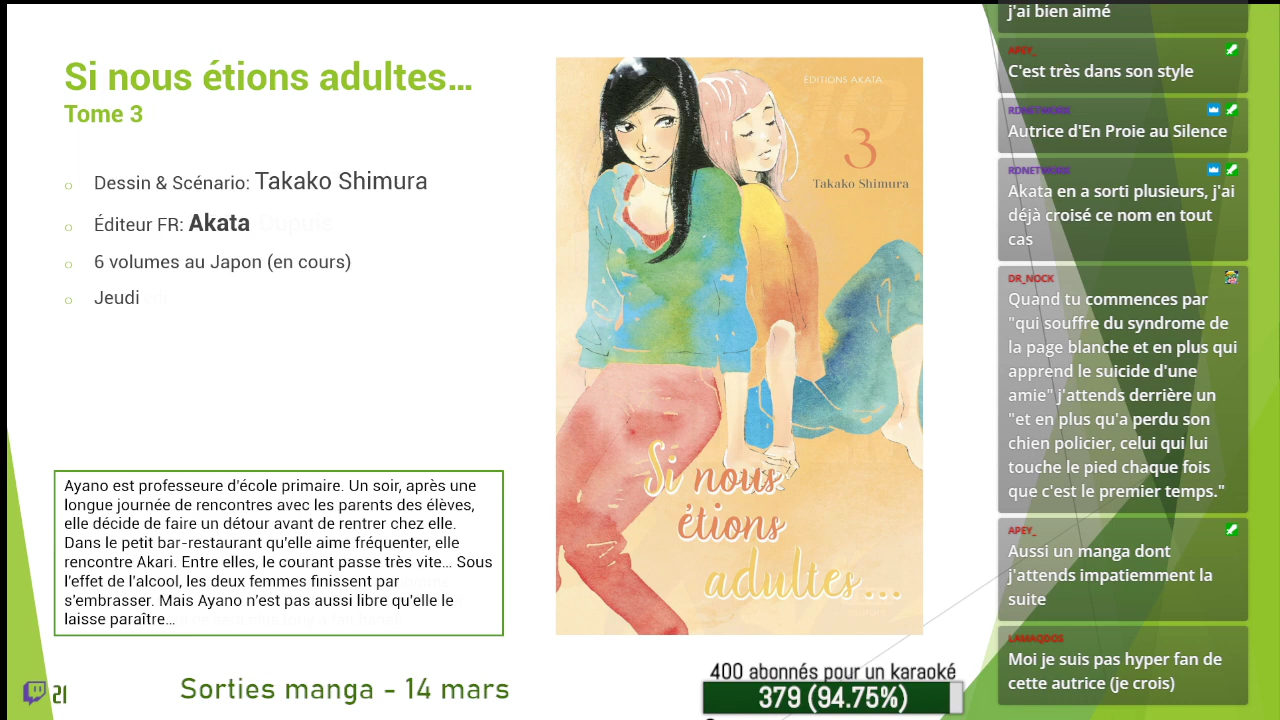 Si nous étions adultes...
Tome 3
Dessin & Scénario: Takako Shimura
Éditeur FR: Akata
6 volumes au Japon (en cours)
Jeudi
Ayano est professeure d'école primaire. Un soir, après une
longue journée de rencontres avec les parents des élèves,
elle décide de faire un détour avant de rentrer chez elle.
Dans le petit bar-restaurant qu'elle aime fréquenter, elle
rencontre Akari. Entre elles, le courant passe très vite... Sous
l'effet de l'alcool, les deux femmes finissent par
s'embrasser. Mais Ayano n'est pas aussi libre qu'elle le
laisse paraître...
ÉDITIONS AKATA
3
Takako Shimura
Si nous
étions
adultes...
21
Sorties manga - 14 mars
400 abonnés pour un karaoké
379 (94.75%)
j'ai bien aimé
APEY_
C'est très dans son style
RDNETWORK
Autrice d'En Proie au Silence
RDNETWORK
Akata en a sorti plusieurs, j'ai
déjà croisé ce nom en tout
cas
DR_NOCK
Quand tu commences par
"qui souffre du syndrome de
la page blanche et en plus qui
apprend le suicide d'une
amie" j'attends derrière un
"et en plus qu'a perdu son
chien policier, celui qui lui
touche le pied chaque fois
que c'est le premier temps."
APEY_
Aussi un manga dont
j'attends impatiemment la
suite
LAMAQDOS
Moi je suis pas hyper fan de
cette autrice (je crois)